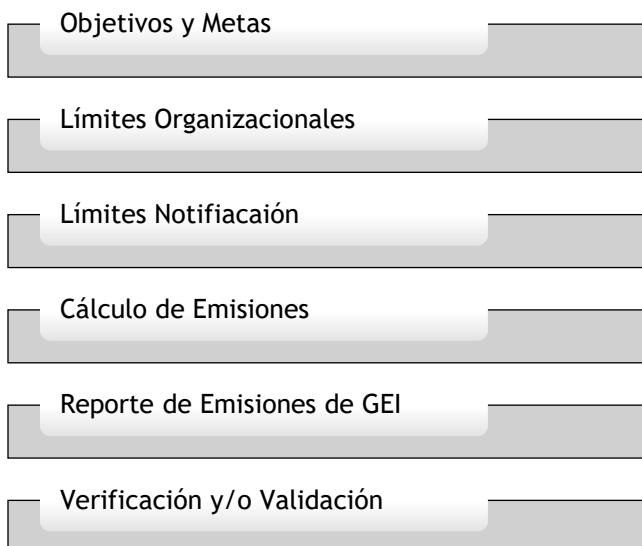 Objetivos y Metas
Límites Organizacionales
Límites Notifiacaión
Cálculo de Emisiones
Reporte de Emisiones de GEI
Verificación y/o Validación